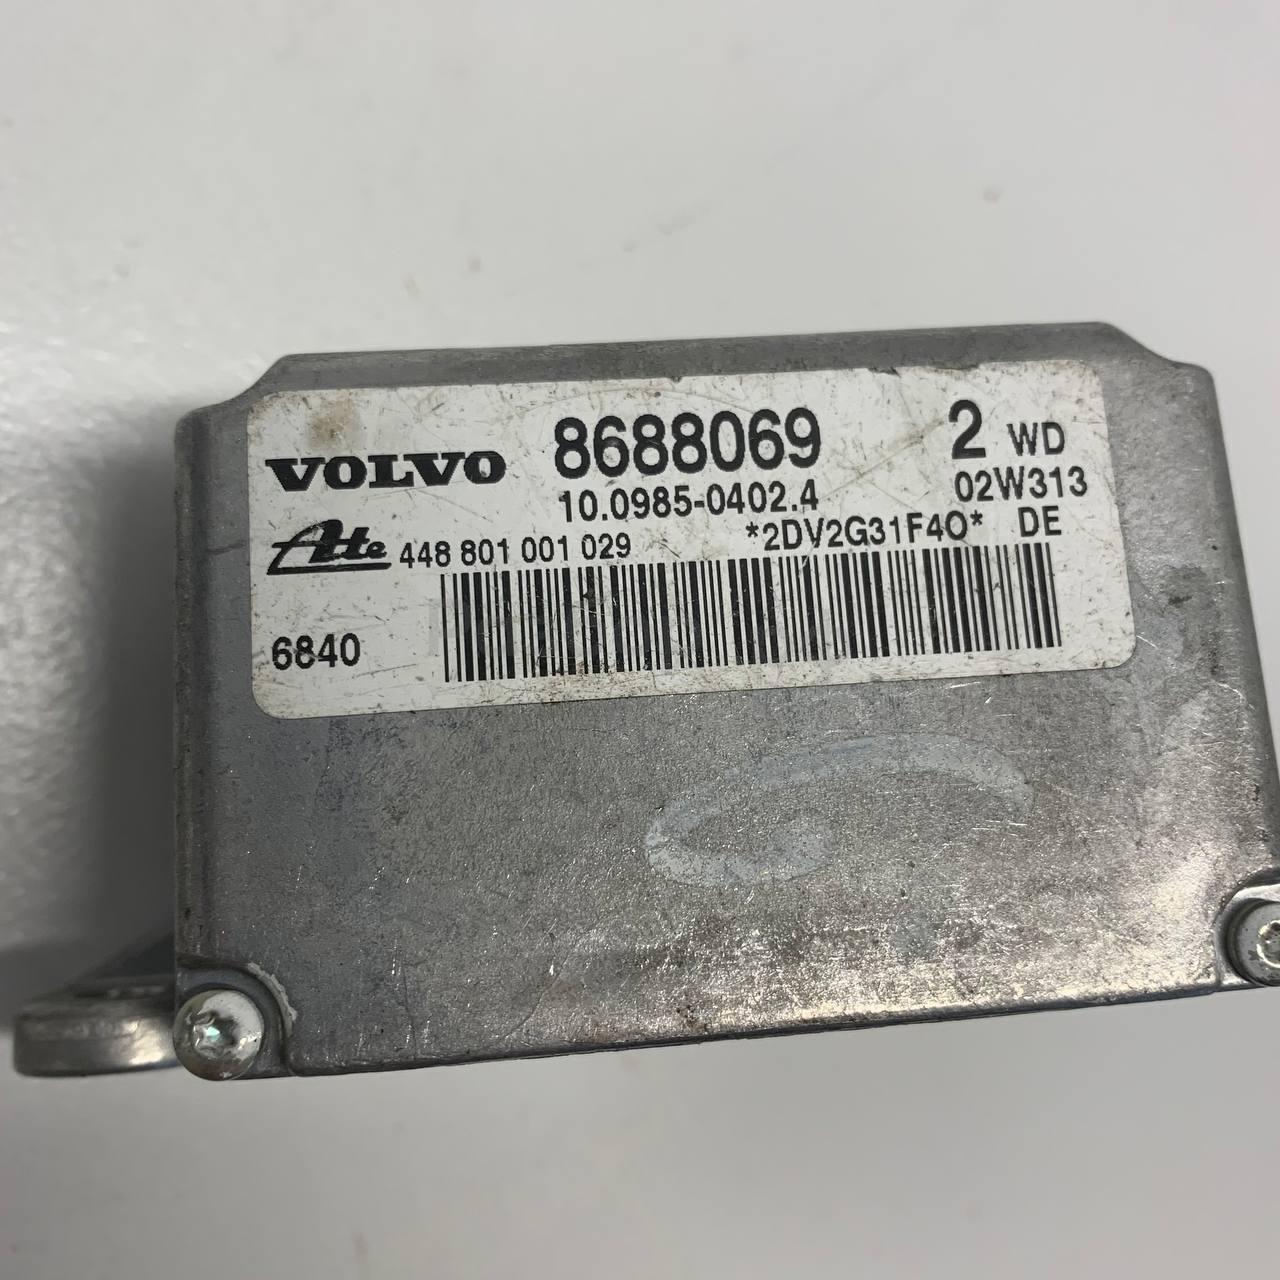 VOLVO 8688069 2 WD
10.0985-0402.4 02W313
Ate 448 801 001 029 *2DV2G31F4O* DE
6840